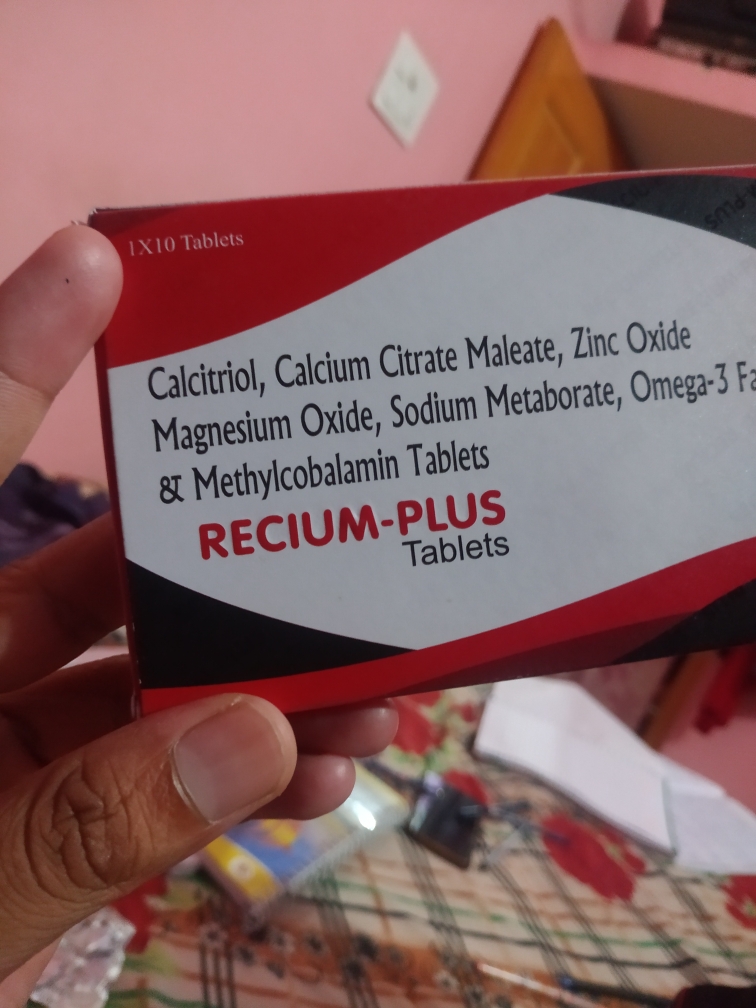 1X10 Tablets
Calcitriol, Calcium Citrate Maleate, Zinc Oxide
Magnesium Oxide, Sodium Metaborate, Omega-3
& Methylcobalamin Tablets
RECIUM-PLUS
Tablets